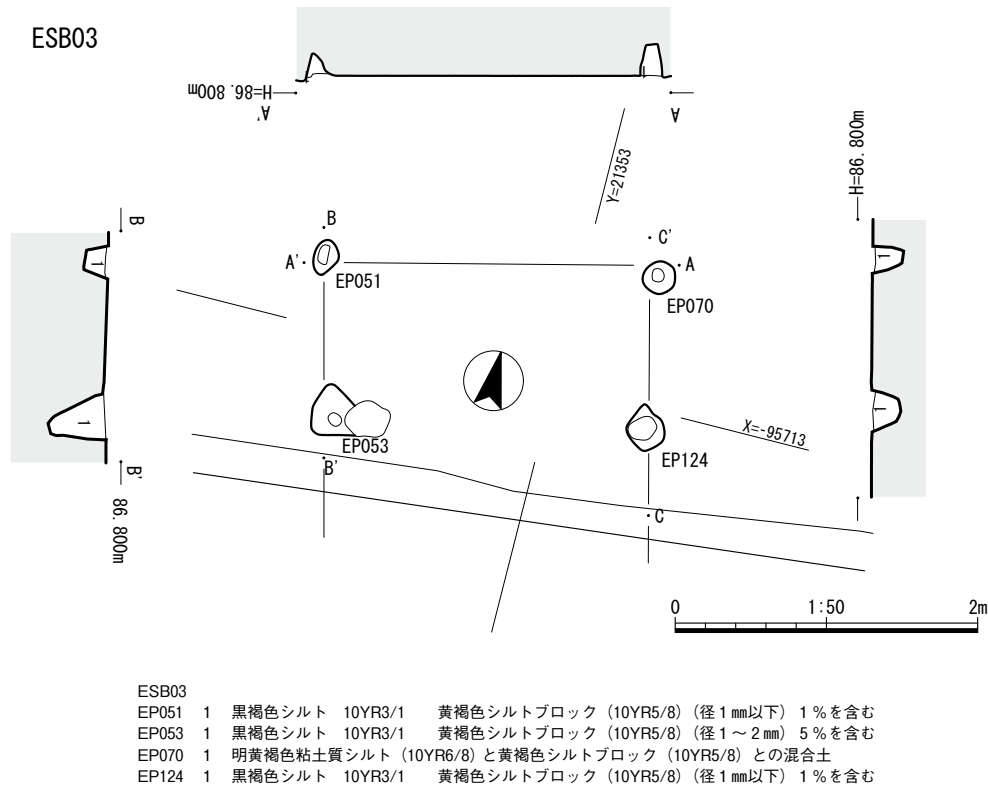 ESB03
H=86.800m
A'
A
Y=21353
H=86.800m
B
B
C'
A'
A
EP051
EP070
1
1
X=-95713
1
1
EP053
EP124
B'
B'
86.800m
C
0 1:50 2m
ESB03
EP051 1 黒褐色シルト 10YR3/1 黄褐色シルトブロック（10YR5/8）（径１㎜以下）１％を含む
EP053 1 黒褐色シルト 10YR3/1 黄褐色シルトブロック（10YR5/8）（径１～２㎜）５％を含む
EP070 1 明黄褐色粘土質シルト（10YR6/8）と黄褐色シルトブロック（10YR5/8）との混合土
EP124 1 黒褐色シルト 10YR3/1 黄褐色シルトブロック（10YR5/8）（径１㎜以下）１％を含む